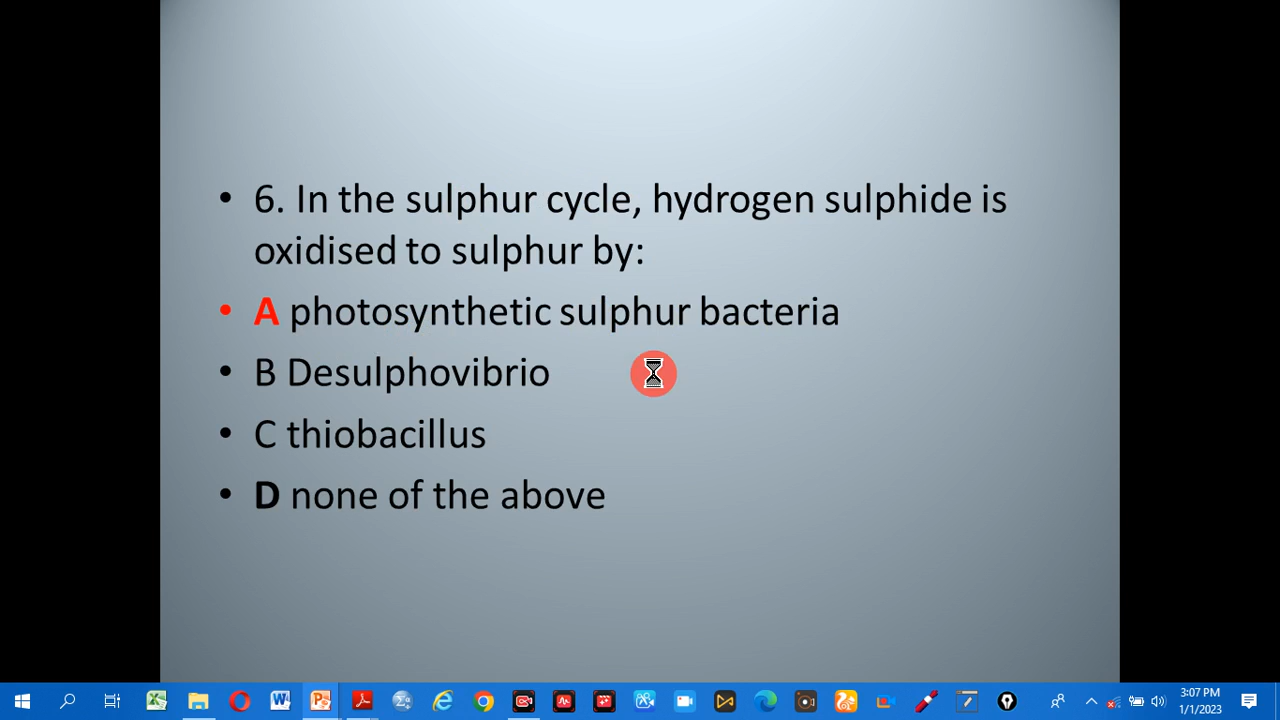 • 6. In the sulphur cycle, hydrogen sulphide is
oxidised to sulphur by:
• A photosynthetic sulphur bacteria
• B Desulphovibrio
• C thiobacillus
• D none of the above
3:07 PM
1/1/2023